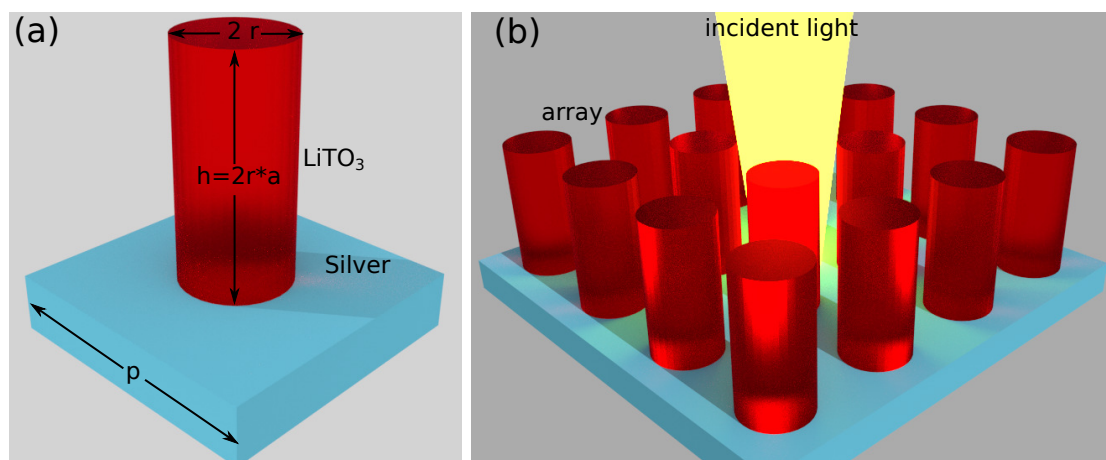 (a)
2 r
LiTO₃
h=2r*a
Silver
p
(b)
incident light
array